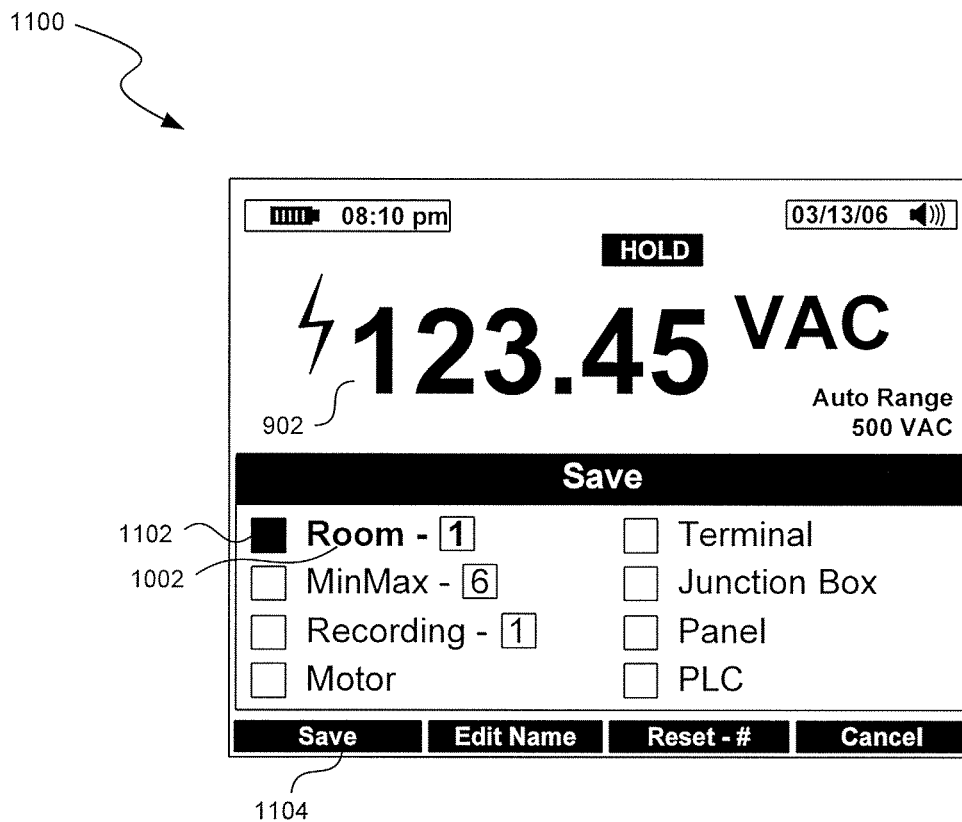 1100
08:10 pm 03/13/06
HOLD
123.45 VAC
902
Auto Range
500 VAC
Save
1102 Room - 1 Terminal
1002
MinMax - 6 Junction Box
Recording - 1 Panel
Motor PLC
Save Edit Name Reset - # Cancel
1104